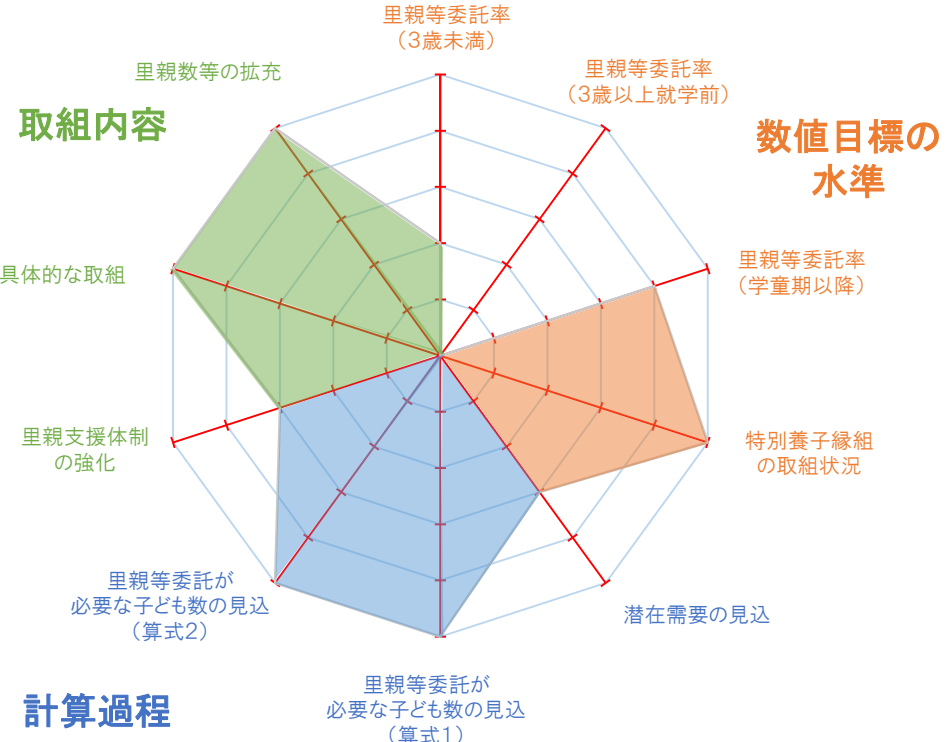 里親等委託率
（3歳未満）
里親等委託率
（3歳以上就学前）
里親数等の拡充
取組内容
数値目標の
水準
里親等委託率
（学童期以降）
具体的な取組
里親支援体制
の強化
特別養子縁組
の取組状況
里親等委託が
必要な子ども数の見込
（算式2）
潜在需要の見込
計算過程
里親等委託が
必要な子ども数の見込
（算式1）